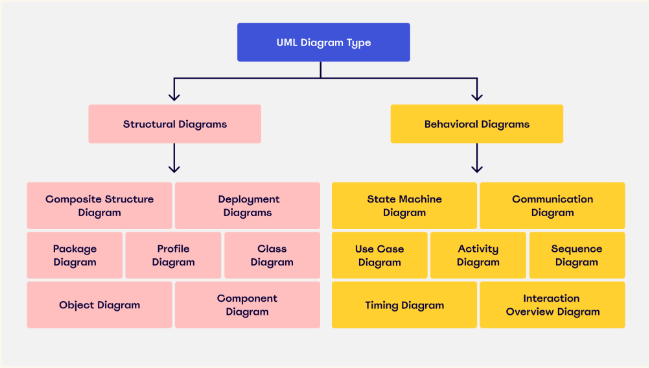 UML Diagram Type
Structural Diagrams
Behavioral Diagrams
Composite Structure
Diagram
Deployment
Diagrams
State Machine
Diagram
Communication
Diagram
Package
Diagram
Profile
Diagram
Class
Diagram
Use Case
Diagram
Activity
Diagram
Sequence
Diagram
Object Diagram
Component
Diagram
Timing Diagram
Interaction
Overview Diagram